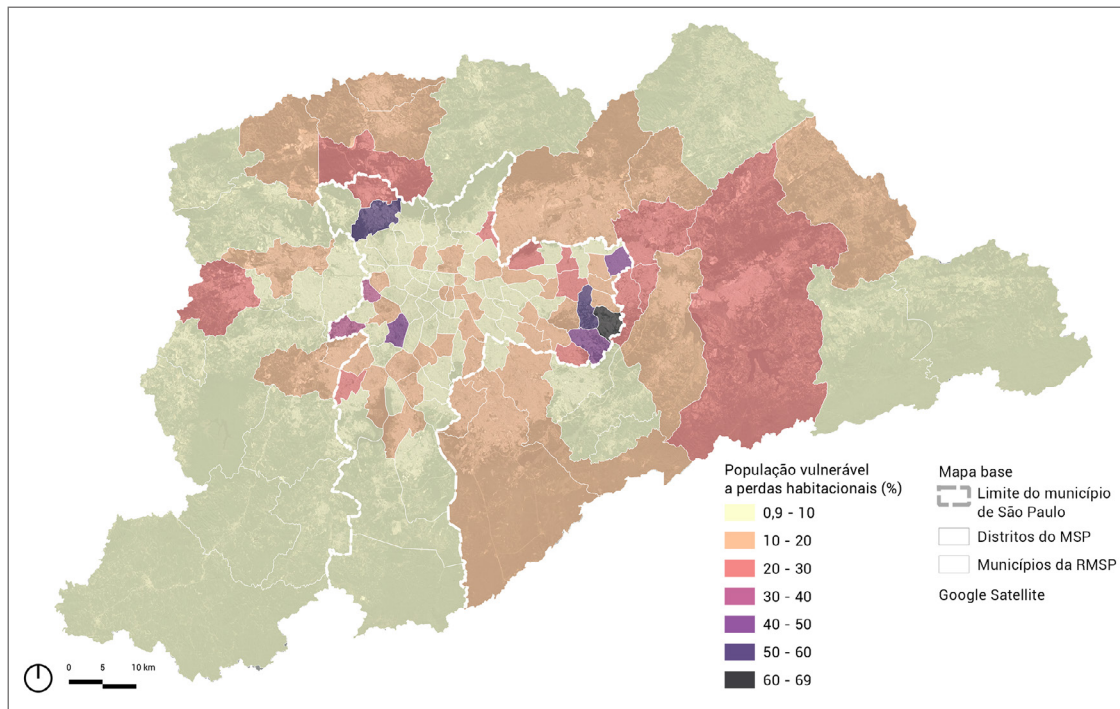 População vulnerável
a perdas habitacionais (%)
0,9 - 10
10 - 20
20 - 30
30 - 40
40 - 50
50 - 60
60 - 69
Mapa base
Limite do município
de São Paulo
Distritos do MSP
Municípios da RMSP
Google Satellite
0 5 10 km